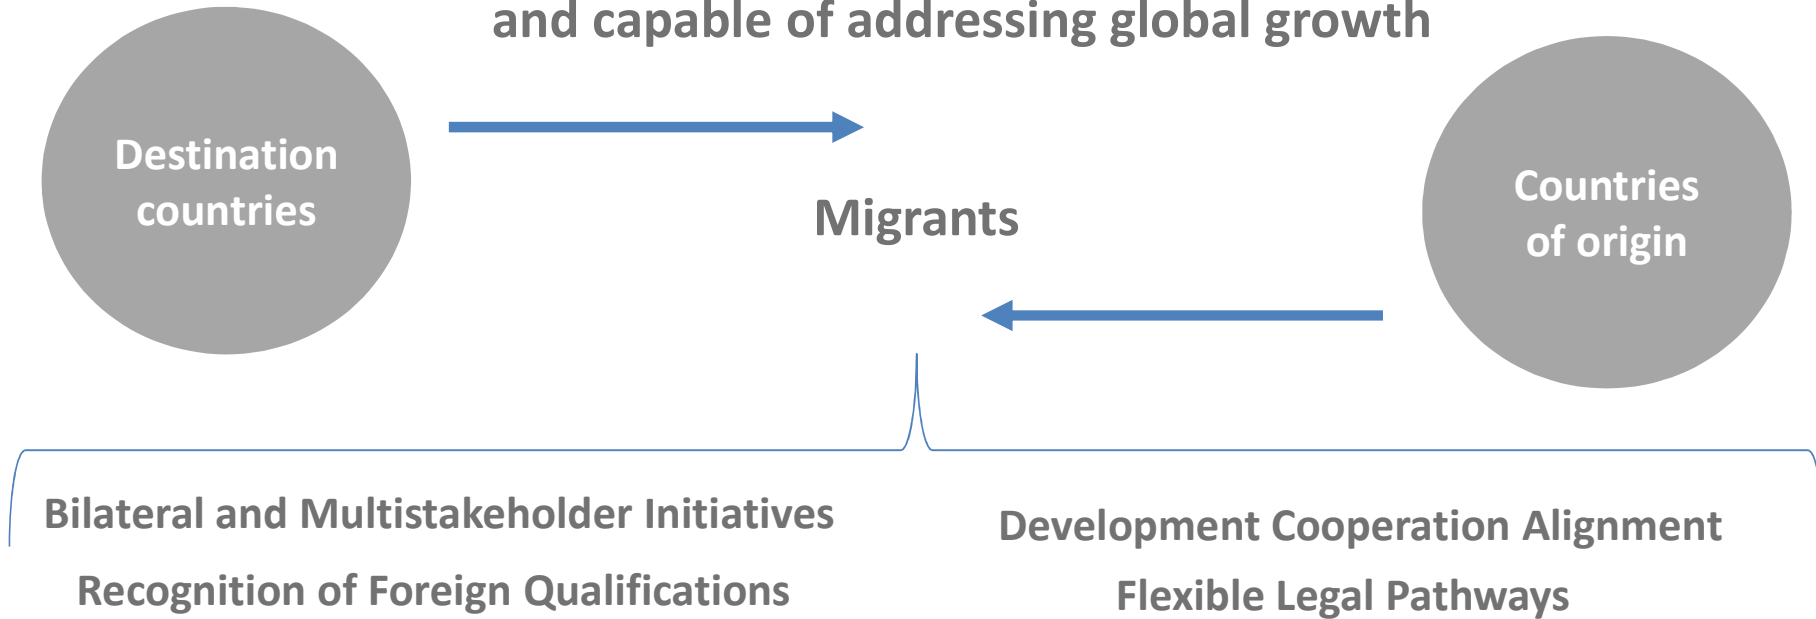 and capable of addressing global growth
Destination
countries
Migrants
Countries
of origin
Bilateral and Multistakeholder Initiatives
Recognition of Foreign Qualifications
Development Cooperation Alignment
Flexible Legal Pathways